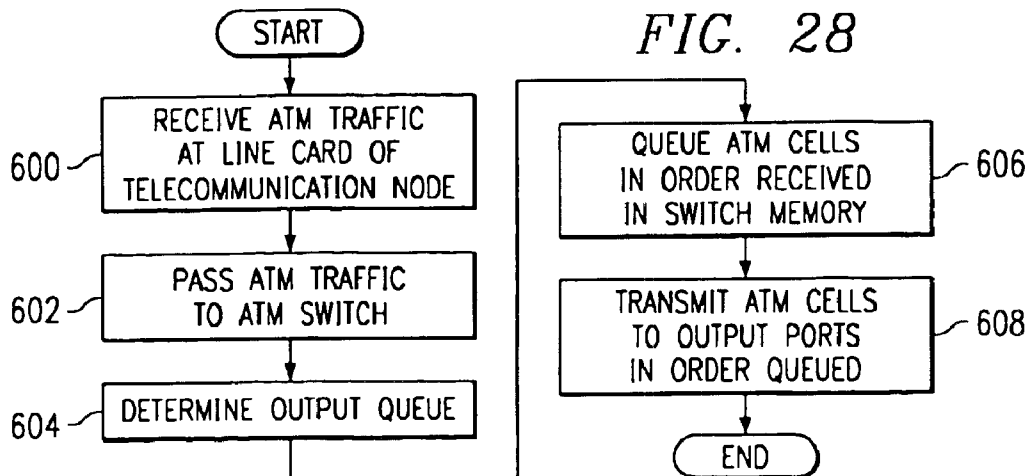 FIG. 28
START
600
RECEIVE ATM TRAFFIC
AT LINE CARD OF
TELECOMMUNICATION NODE
602
PASS ATM TRAFFIC
TO ATM SWITCH
604
DETERMINE OUTPUT QUEUE
QUEUE ATM CELLS
IN ORDER RECEIVED
IN SWITCH MEMORY
606
TRANSMIT ATM CELLS
TO OUTPUT PORTS
IN ORDER QUEUED
608
END